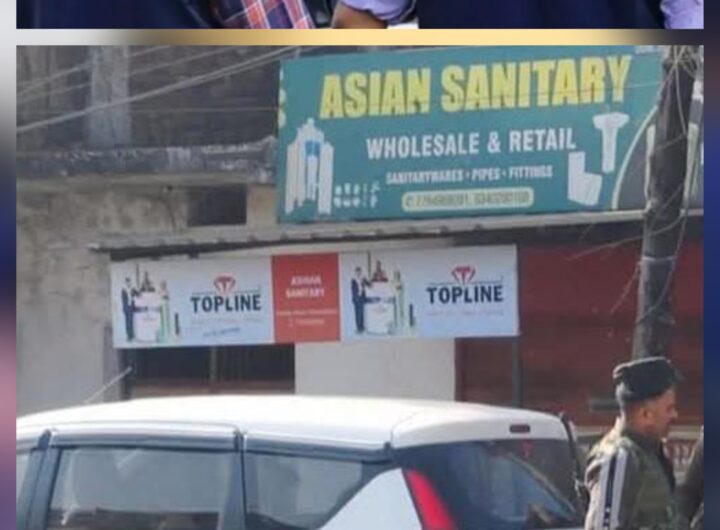 ASIAN SANITARY
WHOLESALE & RETAIL
SANITARYWARES • PIPES • FITTINGS
TOPLINE
ASIAN
SANITARY
TOPLINE